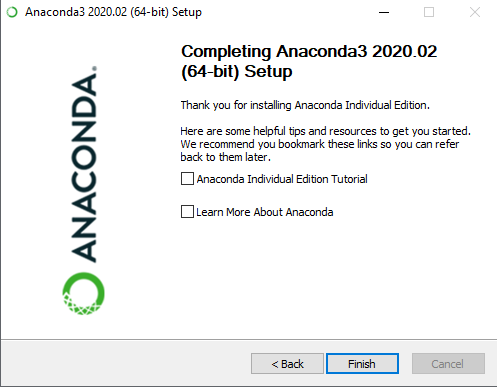 Anaconda3 2020.02 (64-bit) Setup
ANACONDA.
Completing Anaconda3 2020.02
(64-bit) Setup
Thank you for installing Anaconda Individual Edition.
Here are some helpful tips and resources to get you started.
We recommend you bookmark these links so you can refer
back to them later.
Anaconda Individual Edition Tutorial
Learn More About Anaconda
< Back
Finish
Cancel